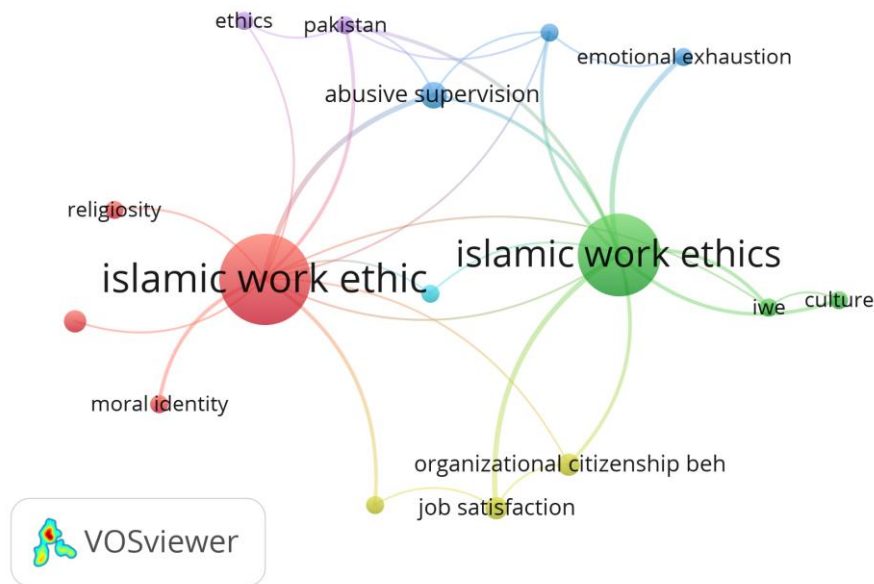 ethics
pakistan
emotional exhaustion
abusive supervision
religiosity
islamic work ethic
islamic work ethics
iwe
culture
moral identity
organizational citizenship beh
job satisfaction
VOSviewer